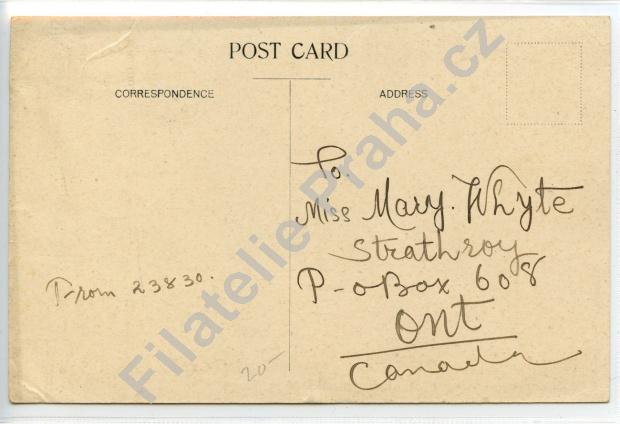 POST CARD
CORRESPONDENCE
ADDRESS
To.
Miss Mary. Whyte
Strathroy
P-o Box 608
Ont
Canada
From 23830.
20-
Filatelie Praha.cz